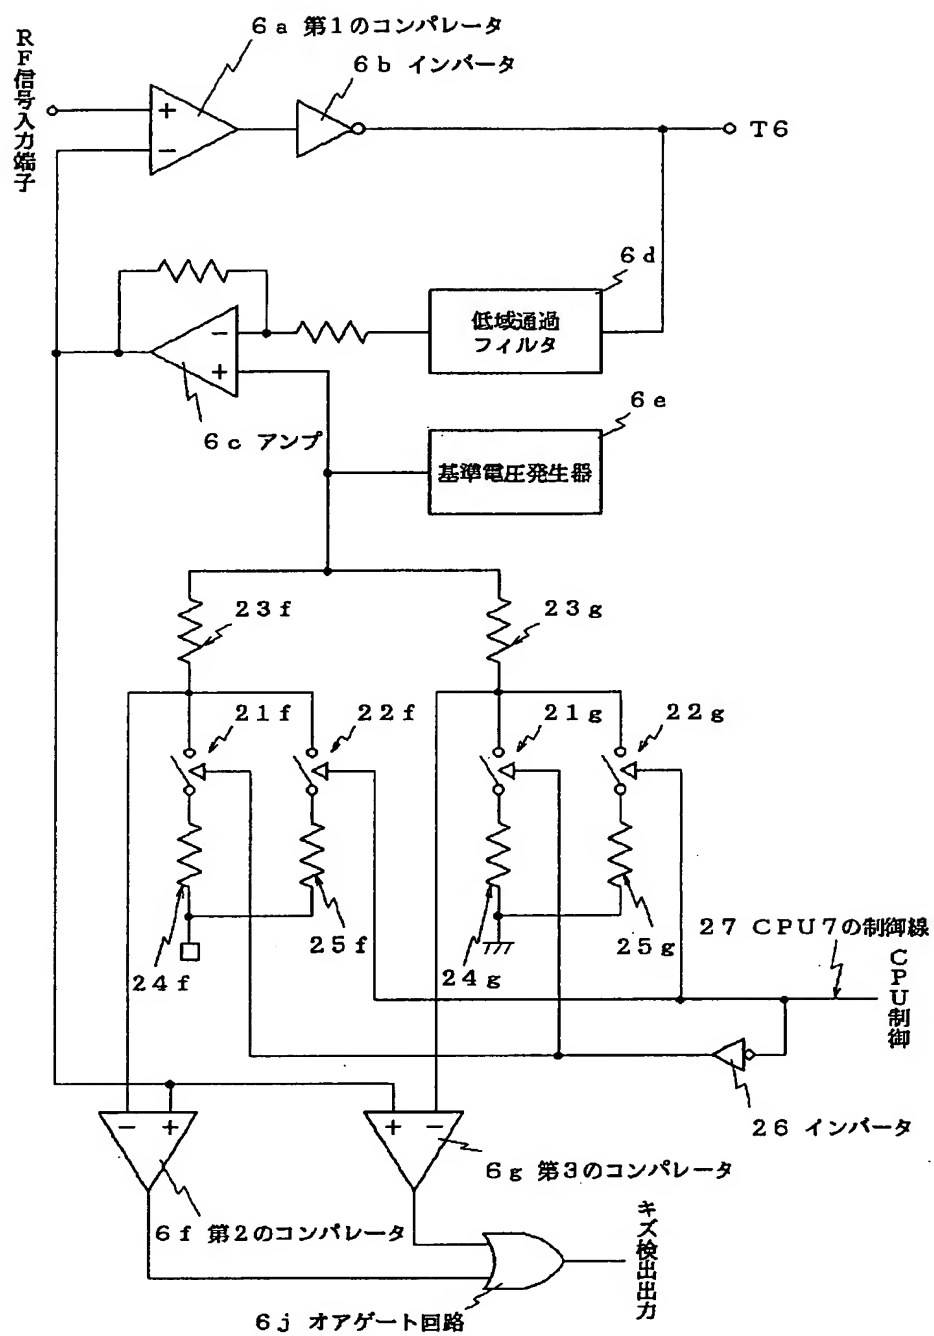 6a 第1のコンパレータ
6b インバータ
RF信号入力端子
+
−
T6
6d
低域通過
フィルタ
−
+
6c アンプ
6e
基準電圧発生器
23f
23g
21f
22f
21g
22g
24f
25f
24g
25g
27 CPU7の制御線
CPU制御
26 インバータ
− +
+ −
6g 第3のコンパレータ
6f 第2のコンパレータ
キズ検出出力
6j オアゲート回路